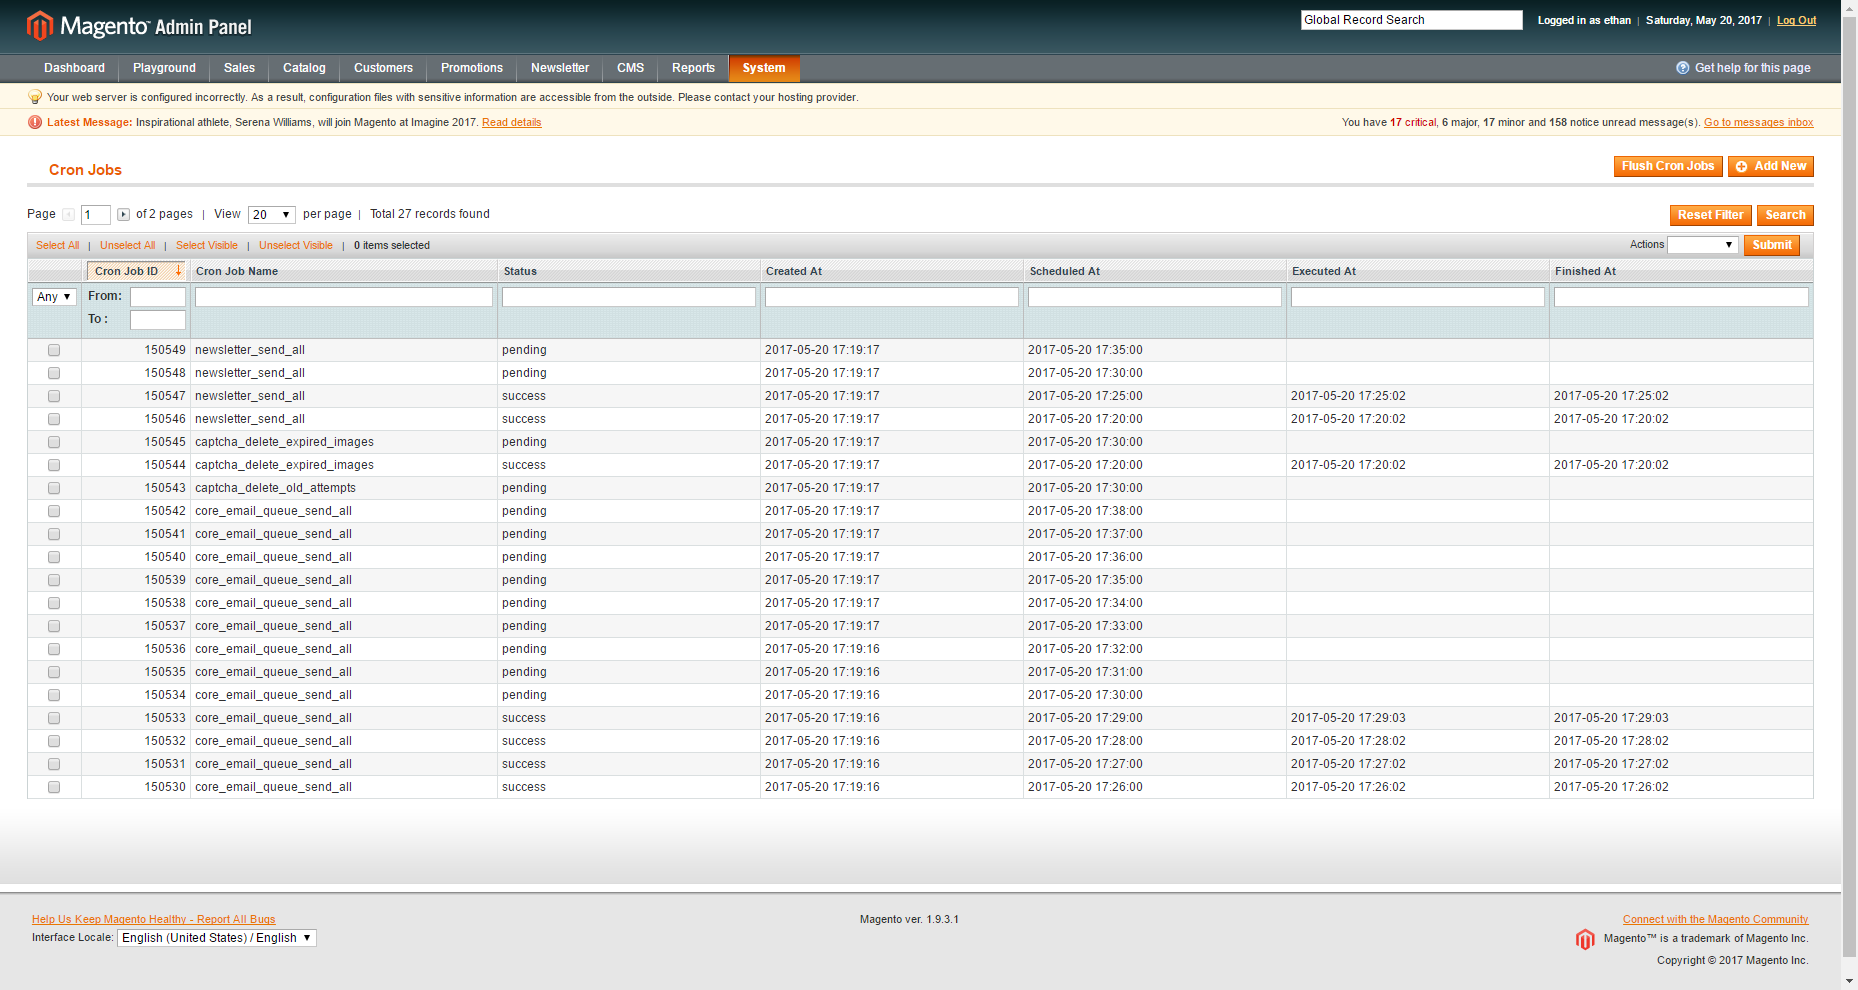 Magento™ Admin Panel
Global Record Search
Logged in as ethan | Saturday, May 20, 2017 | Log Out
Dashboard Playground Sales Catalog Customers Promotions Newsletter CMS Reports System
Get help for this page
Your web server is configured incorrectly. As a result, configuration files with sensitive information are accessible from the outside. Please contact your hosting provider.
Latest Message: Inspirational athlete, Serena Williams, will join Magento at Imagine 2017. Read details
You have 17 critical, 6 major, 17 minor and 158 notice unread message(s). Go to messages inbox
Cron Jobs
Flush Cron Jobs Add New
Page 1 of 2 pages | View 20 per page | Total 27 records found
Reset Filter Search
Select All | Unselect All | Select Visible | Unselect Visible | 0 items selected
Actions Submit
Cron Job ID Cron Job Name Status Created At Scheduled At Executed At Finished At
Any From:
To :
150549 newsletter_send_all pending 2017-05-20 17:19:17 2017-05-20 17:35:00
150548 newsletter_send_all pending 2017-05-20 17:19:17 2017-05-20 17:30:00
150547 newsletter_send_all success 2017-05-20 17:19:17 2017-05-20 17:25:00 2017-05-20 17:25:02 2017-05-20 17:25:02
150546 newsletter_send_all success 2017-05-20 17:19:17 2017-05-20 17:20:00 2017-05-20 17:20:02 2017-05-20 17:20:02
150545 captcha_delete_expired_images pending 2017-05-20 17:19:17 2017-05-20 17:30:00
150544 captcha_delete_expired_images success 2017-05-20 17:19:17 2017-05-20 17:20:00 2017-05-20 17:20:02 2017-05-20 17:20:02
150543 captcha_delete_old_attempts pending 2017-05-20 17:19:17 2017-05-20 17:30:00
150542 core_email_queue_send_all pending 2017-05-20 17:19:17 2017-05-20 17:38:00
150541 core_email_queue_send_all pending 2017-05-20 17:19:17 2017-05-20 17:37:00
150540 core_email_queue_send_all pending 2017-05-20 17:19:17 2017-05-20 17:36:00
150539 core_email_queue_send_all pending 2017-05-20 17:19:17 2017-05-20 17:35:00
150538 core_email_queue_send_all pending 2017-05-20 17:19:17 2017-05-20 17:34:00
150537 core_email_queue_send_all pending 2017-05-20 17:19:17 2017-05-20 17:33:00
150536 core_email_queue_send_all pending 2017-05-20 17:19:16 2017-05-20 17:32:00
150535 core_email_queue_send_all pending 2017-05-20 17:19:16 2017-05-20 17:31:00
150534 core_email_queue_send_all pending 2017-05-20 17:19:16 2017-05-20 17:30:00
150533 core_email_queue_send_all success 2017-05-20 17:19:16 2017-05-20 17:29:00 2017-05-20 17:29:03 2017-05-20 17:29:03
150532 core_email_queue_send_all success 2017-05-20 17:19:16 2017-05-20 17:28:00 2017-05-20 17:28:02 2017-05-20 17:28:02
150531 core_email_queue_send_all success 2017-05-20 17:19:16 2017-05-20 17:27:00 2017-05-20 17:27:02 2017-05-20 17:27:02
150530 core_email_queue_send_all success 2017-05-20 17:19:16 2017-05-20 17:26:00 2017-05-20 17:26:02 2017-05-20 17:26:02
Help Us Keep Magento Healthy - Report All Bugs
Interface Locale: English (United States) / English
Magento ver. 1.9.3.1
Connect with the Magento Community
Magento™ is a trademark of Magento Inc.
Copyright © 2017 Magento Inc.